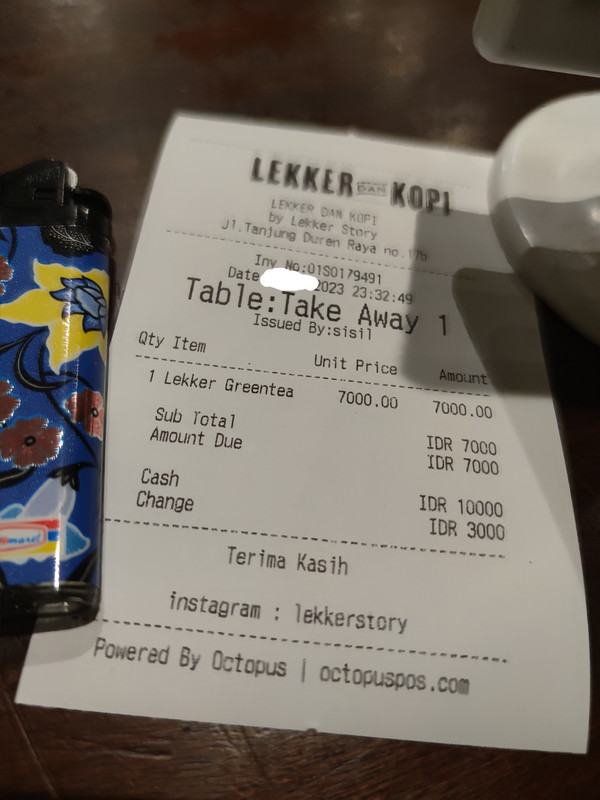 LEKKER DAN KOPI
LEKKER DAN KOPI
by Lekker Story
Jl.Tanjung Duren Raya no.17b
Inv No:01S0179491
Date 2023 23:32:49
Table:Take Away 1
Issued By:sisil
Qty Item Unit Price Amount
1 Lekker Greentea 7000.00 7000.00
Sub Total IDR 7000
Amount Due IDR 7000
Cash IDR 10000
Change IDR 3000
Terima Kasih
instagram : lekkerstory
Powered By Octopus | octopuspos.com